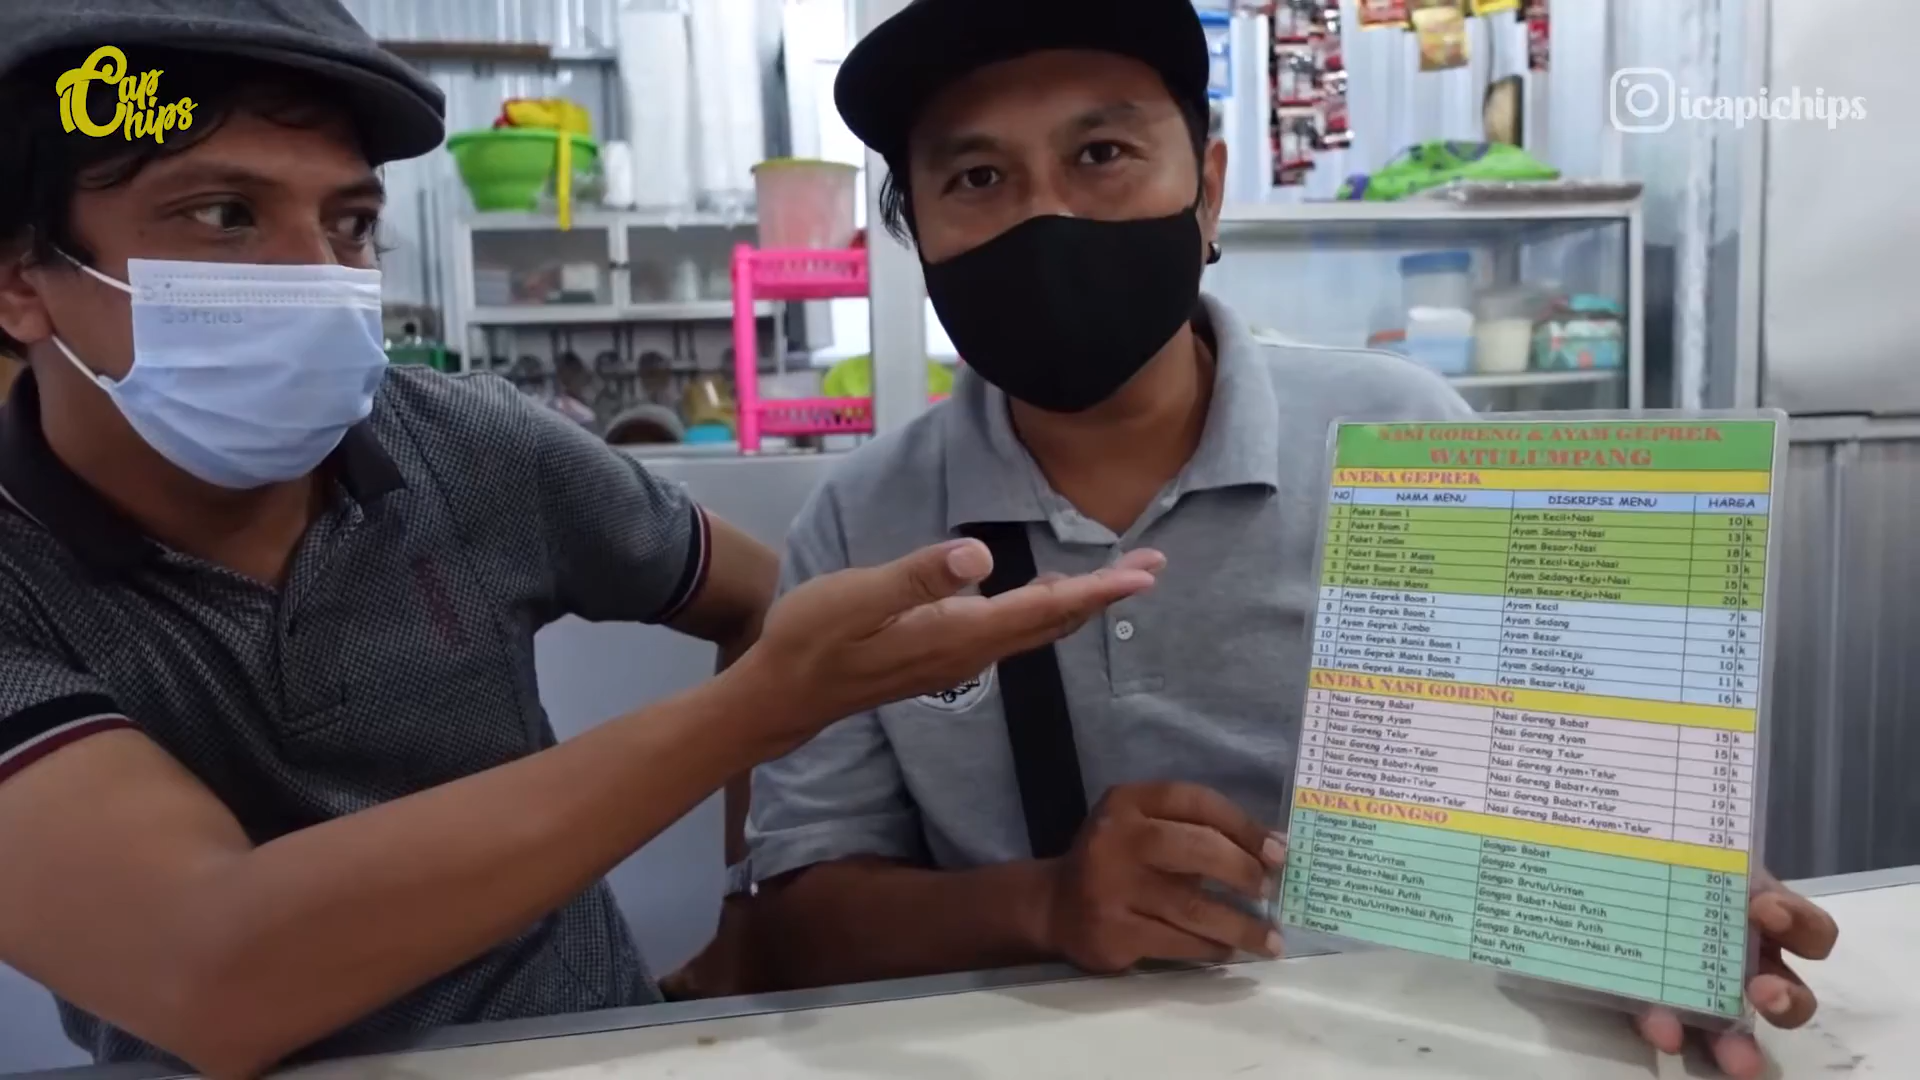 iCap Chips
icapichips
Softies
NASI GORENG & AYAM GEPREK
WATULUMPANG
ANEKA GEPREK
NO NAMA MENU DISKRIPSI MENU HARGA
1 Paket Boom 1 Ayam Kecil+Nasi 10 k
2 Paket Boom 2 Ayam Sedang+Nasi 13 k
3 Paket Jumbo Ayam Besar+Nasi 18 k
4 Paket Boom 1 Manis Ayam Kecil+Keju+Nasi 13 k
5 Paket Boom 2 Manis Ayam Sedang+Keju+Nasi 15 k
6 Paket Jumbo Manis Ayam Besar+Keju+Nasi 20 k
7 Ayam Geprek Boom 1 Ayam Kecil 7 k
8 Ayam Geprek Boom 2 Ayam Sedang 9 k
9 Ayam Geprek Jumbo Ayam Besar 14 k
10 Ayam Geprek Manis Boom 1 Ayam Kecil+Keju 10 k
11 Ayam Geprek Manis Boom 2 Ayam Sedang+Keju 11 k
12 Ayam Geprek Manis Jumbo Ayam Besar+Keju 16 k
ANEKA NASI GORENG
1 Nasi Goreng Babat Nasi Goreng Babat 15 k
2 Nasi Goreng Ayam Nasi Goreng Ayam 15 k
3 Nasi Goreng Telur Nasi Goreng Telur 15 k
4 Nasi Goreng Ayam+Telur Nasi Goreng Ayam+Telur 19 k
5 Nasi Goreng Babat+Ayam Nasi Goreng Babat+Ayam 19 k
6 Nasi Goreng Babat+Telur Nasi Goreng Babat+Telur 19 k
7 Nasi Goreng Babat+Ayam+Telur Nasi Goreng Babat+Ayam+Telur 23 k
ANEKA GONGSO
1 Gongso Babat Gongso Babat 20 k
2 Gongso Ayam Gongso Ayam 20 k
3 Gongso Brutu/Uritan Gongso Brutu/Uritan 29 k
4 Gongso Babat+Nasi Putih Gongso Babat+Nasi Putih 25 k
5 Gongso Ayam+Nasi Putih Gongso Ayam+Nasi Putih 25 k
6 Gongso Brutu/Uritan+Nasi Putih Gongso Brutu/Uritan+Nasi Putih 34 k
7 Nasi Putih Nasi Putih 5 k
8 Kerupuk Kerupuk 1 k